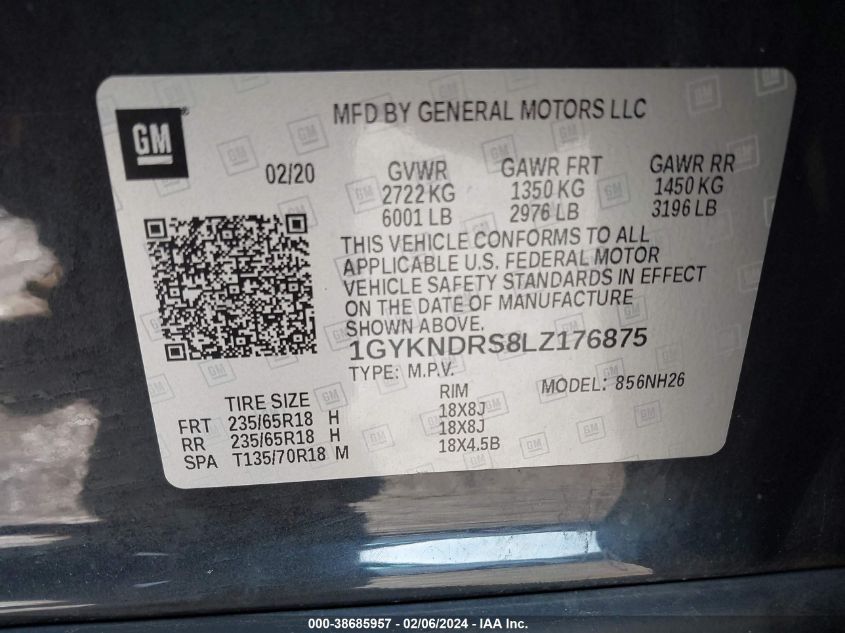 GM ®
MFD BY GENERAL MOTORS LLC
02/20
GVWR GAWR FRT GAWR RR
2722 KG 1350 KG 1450 KG
6001 LB 2976 LB 3196 LB
THIS VEHICLE CONFORMS TO ALL
APPLICABLE U.S. FEDERAL MOTOR
VEHICLE SAFETY STANDARDS IN EFFECT
ON THE DATE OF MANUFACTURE
SHOWN ABOVE.
1GYKNDRS8LZ176875
TYPE: M.P.V.
MODEL: 856NH26
TIRE SIZE RIM
FRT 235/65R18 H 18X8J
RR 235/65R18 H 18X8J
SPA T135/70R18 M 18X4.5B
000-38685957 - 02/06/2024 - IAA Inc.